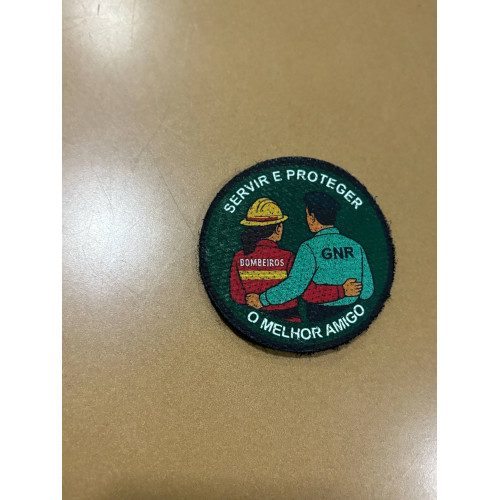 SERVIR E PROTEGER
BOMBEIROS
GNR
O MELHOR AMIGO